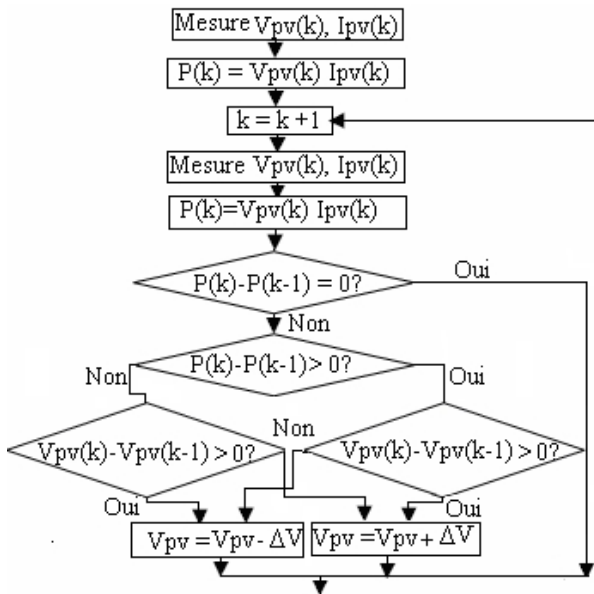 Mesure Vpv(k), Ipv(k)
P(k) = Vpv(k) Ipv(k)
k = k +1
Mesure Vpv(k), Ipv(k)
P(k)=Vpv(k) Ipv(k)
P(k)-P(k-1) = 0?
Oui
Non
P(k)-P(k-1)> 0?
Non
Oui
Vpv(k)-Vpv(k-1) > 0?
Non
Vpv(k)-Vpv(k-1) >0?
Oui
Oui
Vpv =Vpv- ΔV
Vpv =Vpv+ ΔV